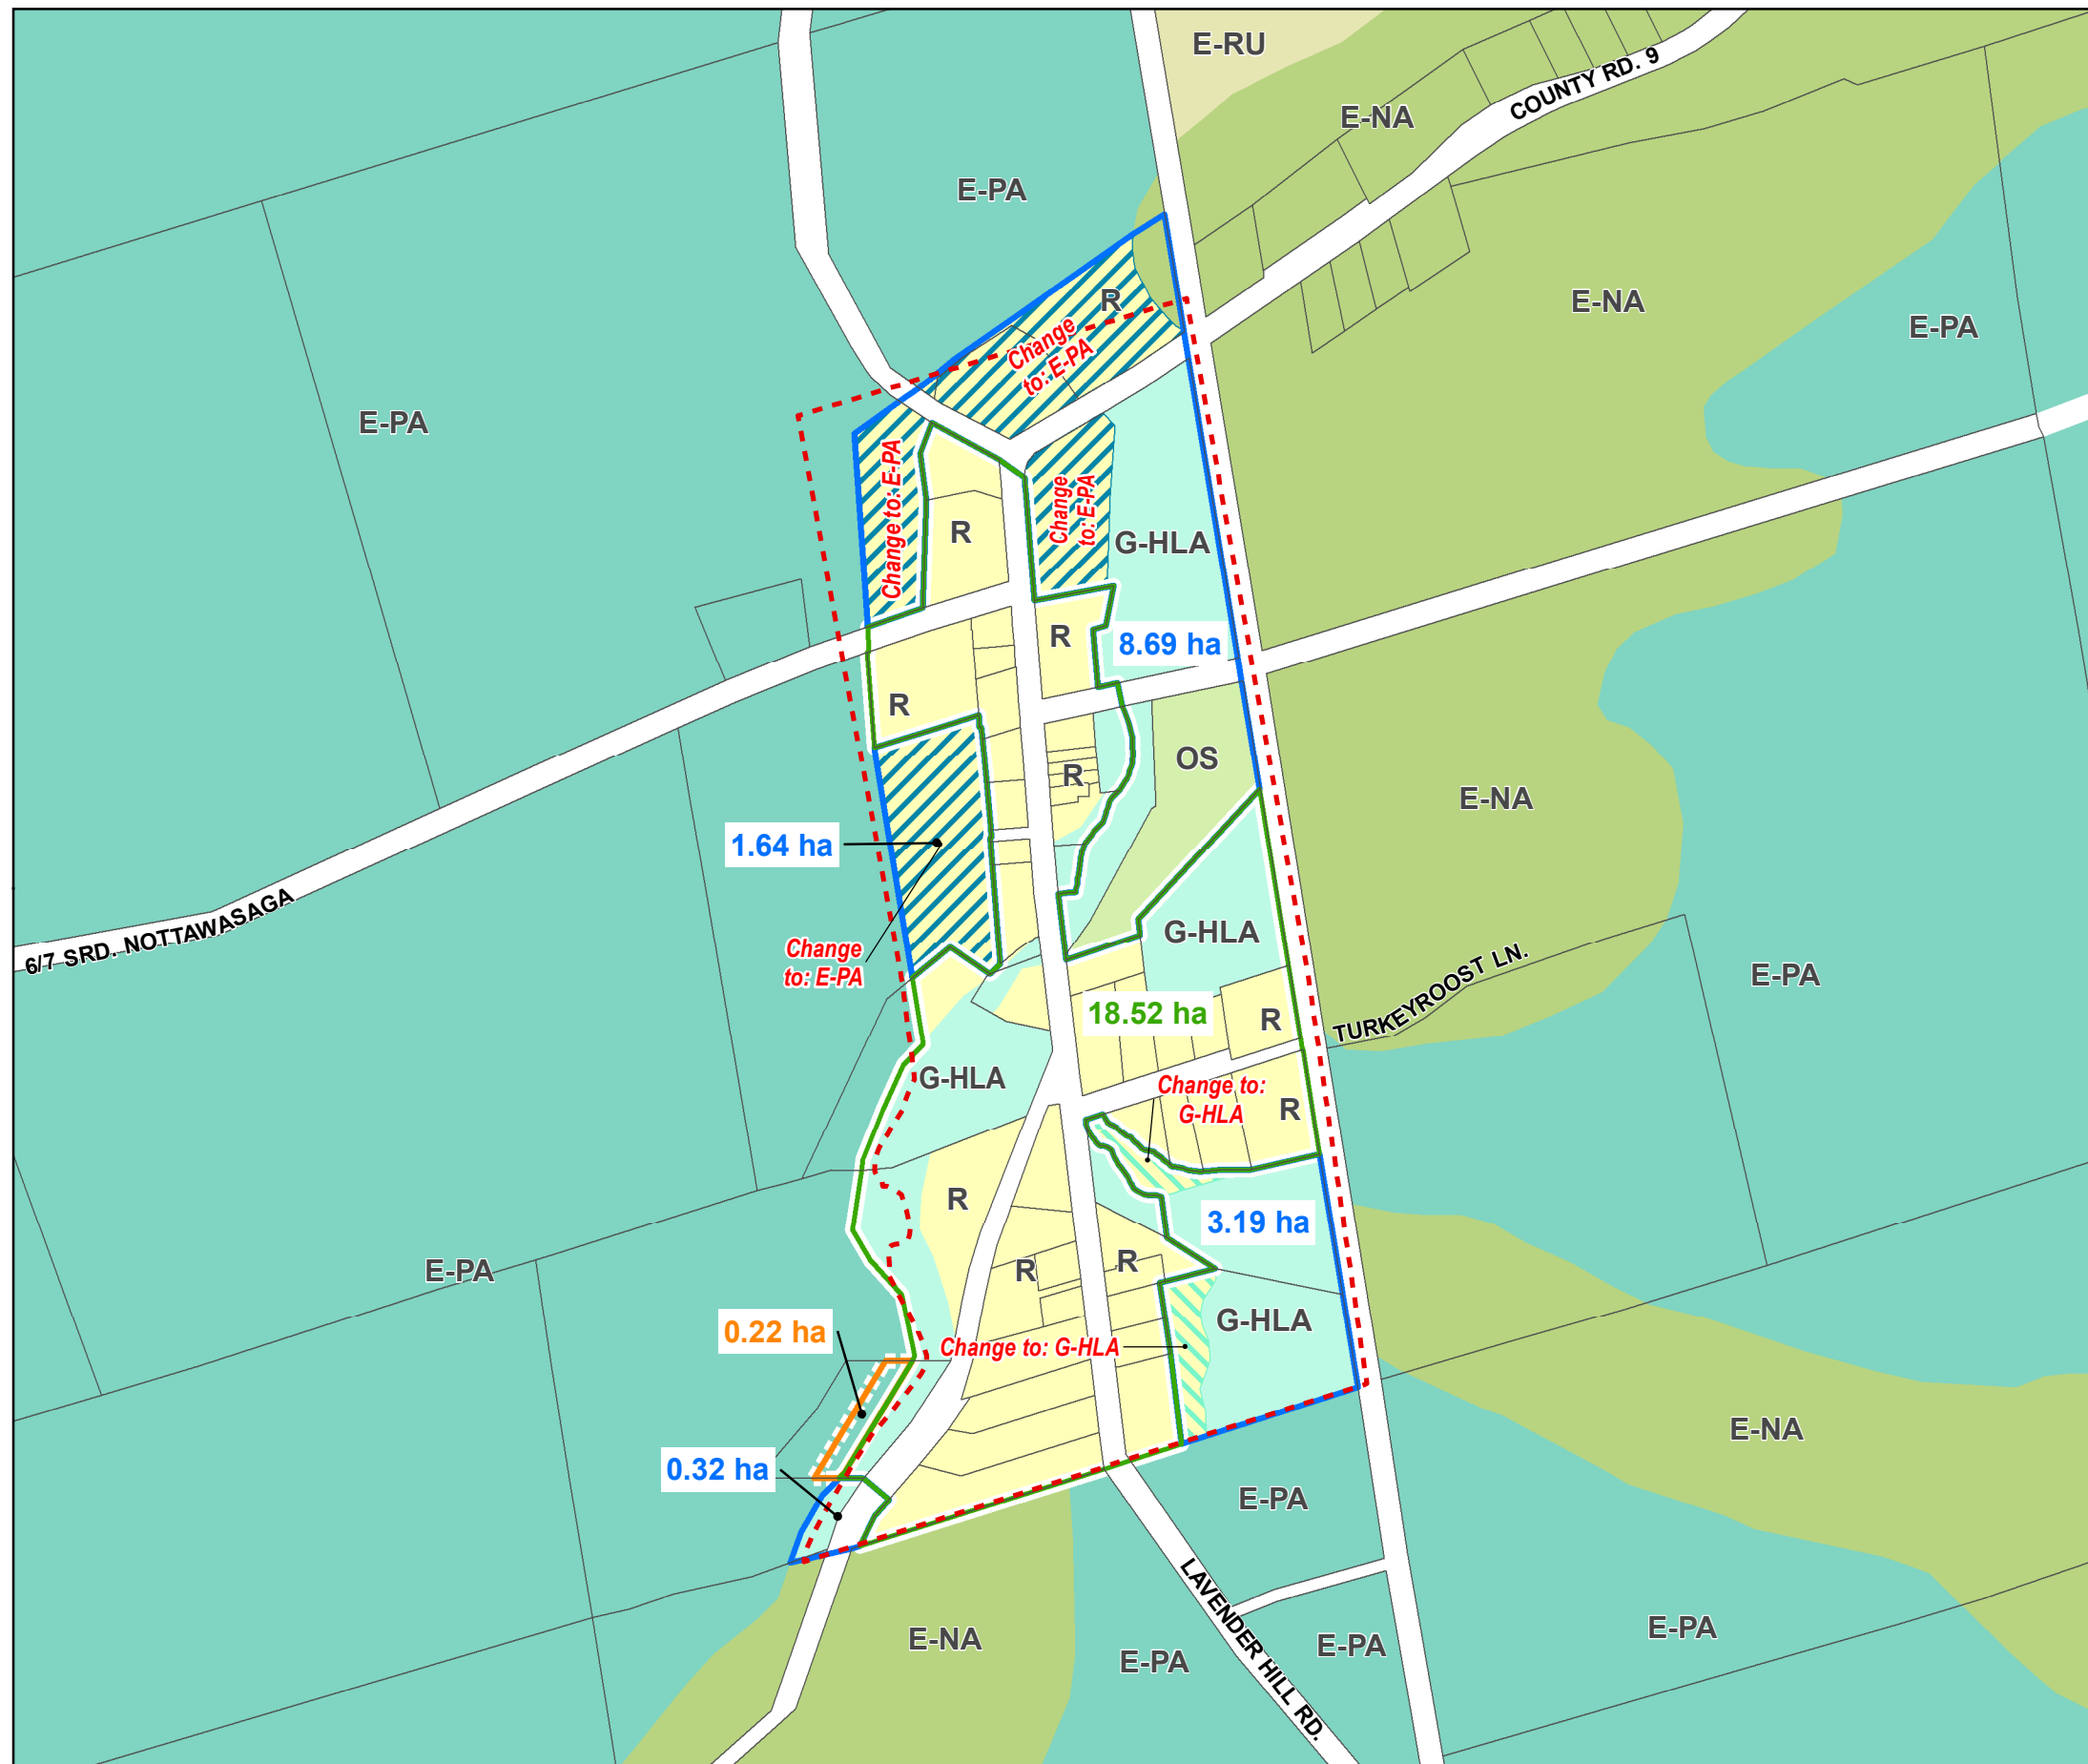 E-RU
COUNTY RD. 9
E-NA
E-PA
R
E-NA
E-PA
Change
to: E-PA
E-PA
Change to: E-PA
Change
to: E-PA
R
G-HLA
R
8.69 ha
R
OS
R
E-NA
1.64 ha
6/7 SRD. NOTTAWASAGA
Change
to: E-PA
G-HLA
TURKEYROOST LN.
E-PA
18.52 ha
R
G-HLA
Change to:
G-HLA
R
R
3.19 ha
E-PA
R
R
0.22 ha
Change to: G-HLA
G-HLA
E-NA
0.32 ha
E-PA
LAVENDER HILL RD.
E-NA
E-PA
E-PA
E-PA